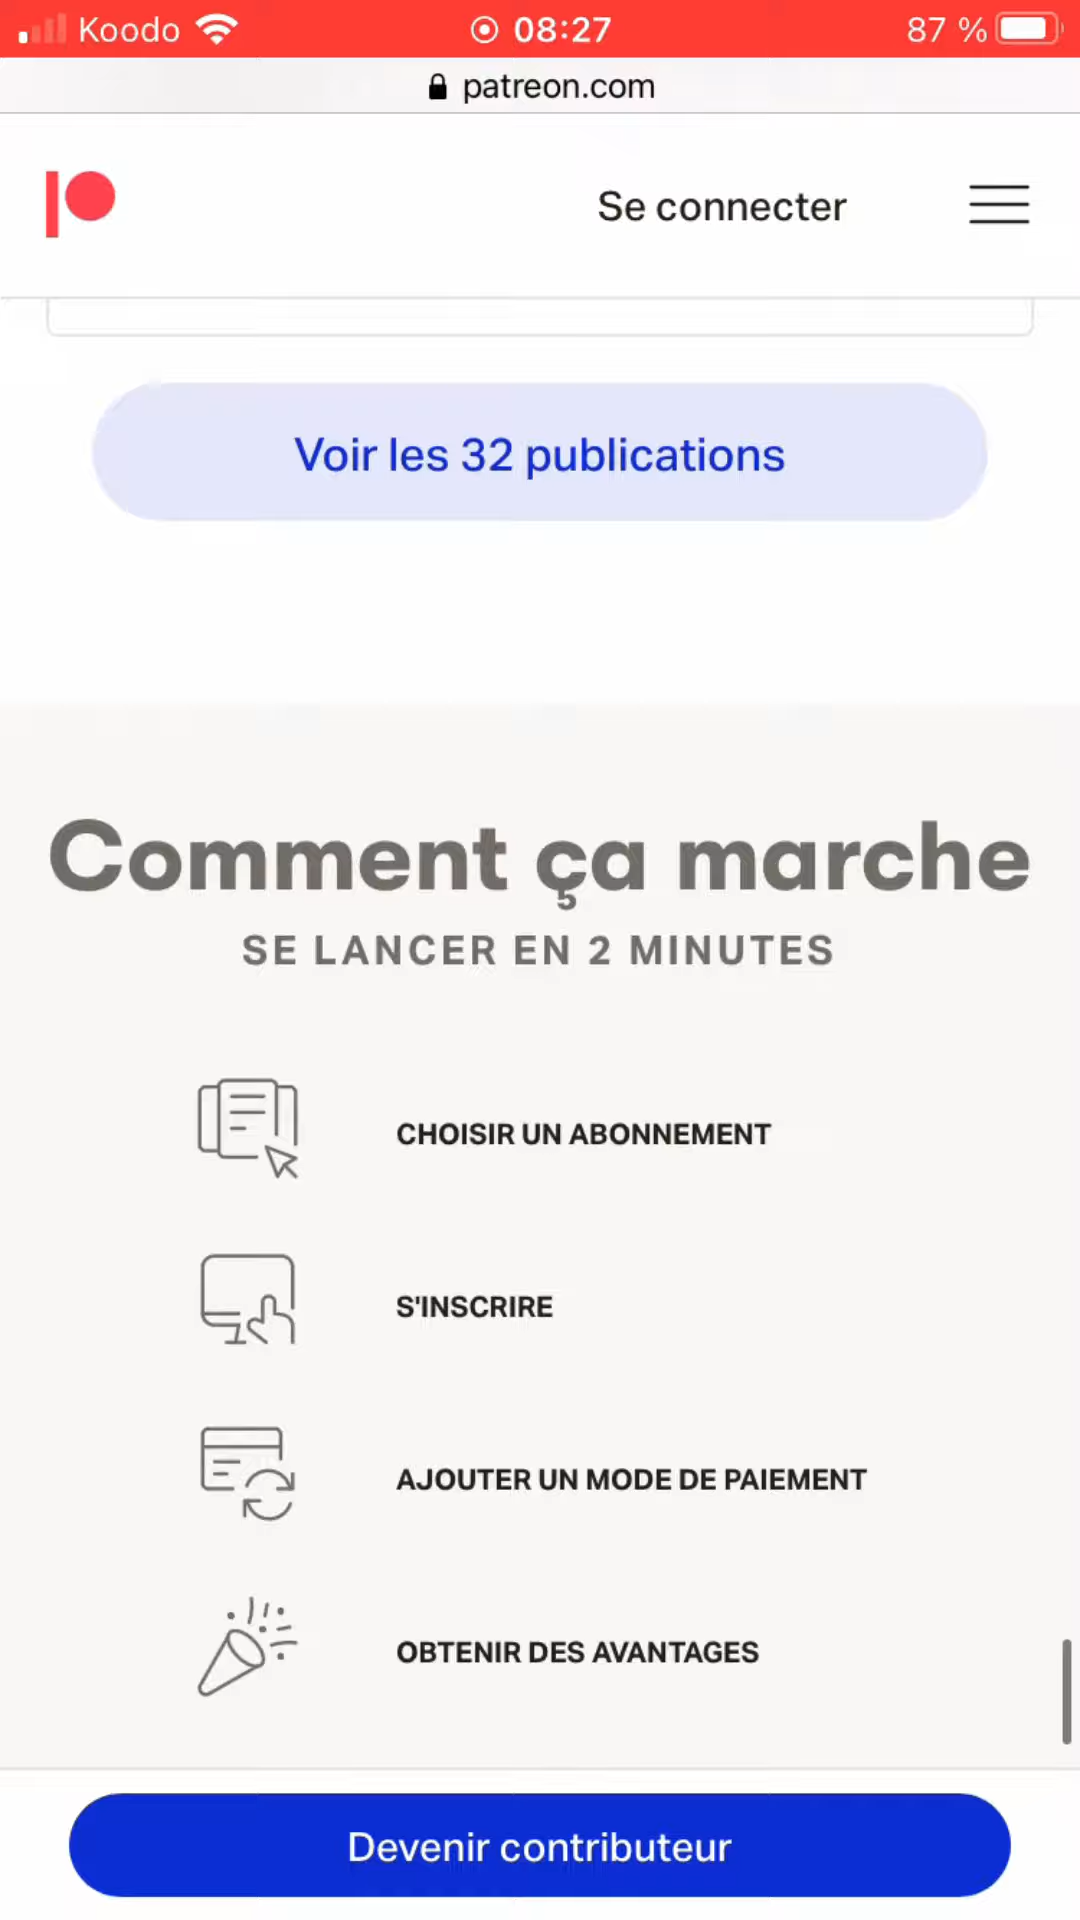 Koodo 08:27 87 %
patreon.com
Se connecter
Voir les 32 publications
Comment ça marche
SE LANCER EN 2 MINUTES
CHOISIR UN ABONNEMENT
S'INSCRIRE
AJOUTER UN MODE DE PAIEMENT
OBTENIR DES AVANTAGES
Devenir contributeur